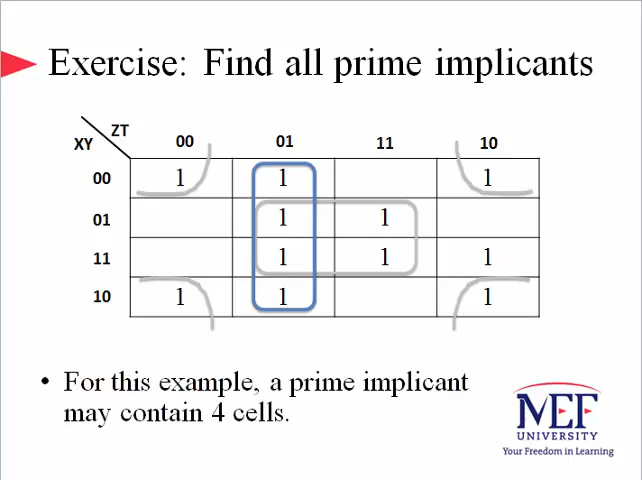 Exercise: Find all prime implicants
ZT
XY 00 01 11 10
00 1 1 1
01 1 1
11 1 1 1
10 1 1 1
• For this example, a prime implicant
may contain 4 cells.
MEF
UNIVERSITY
Your Freedom in Learning